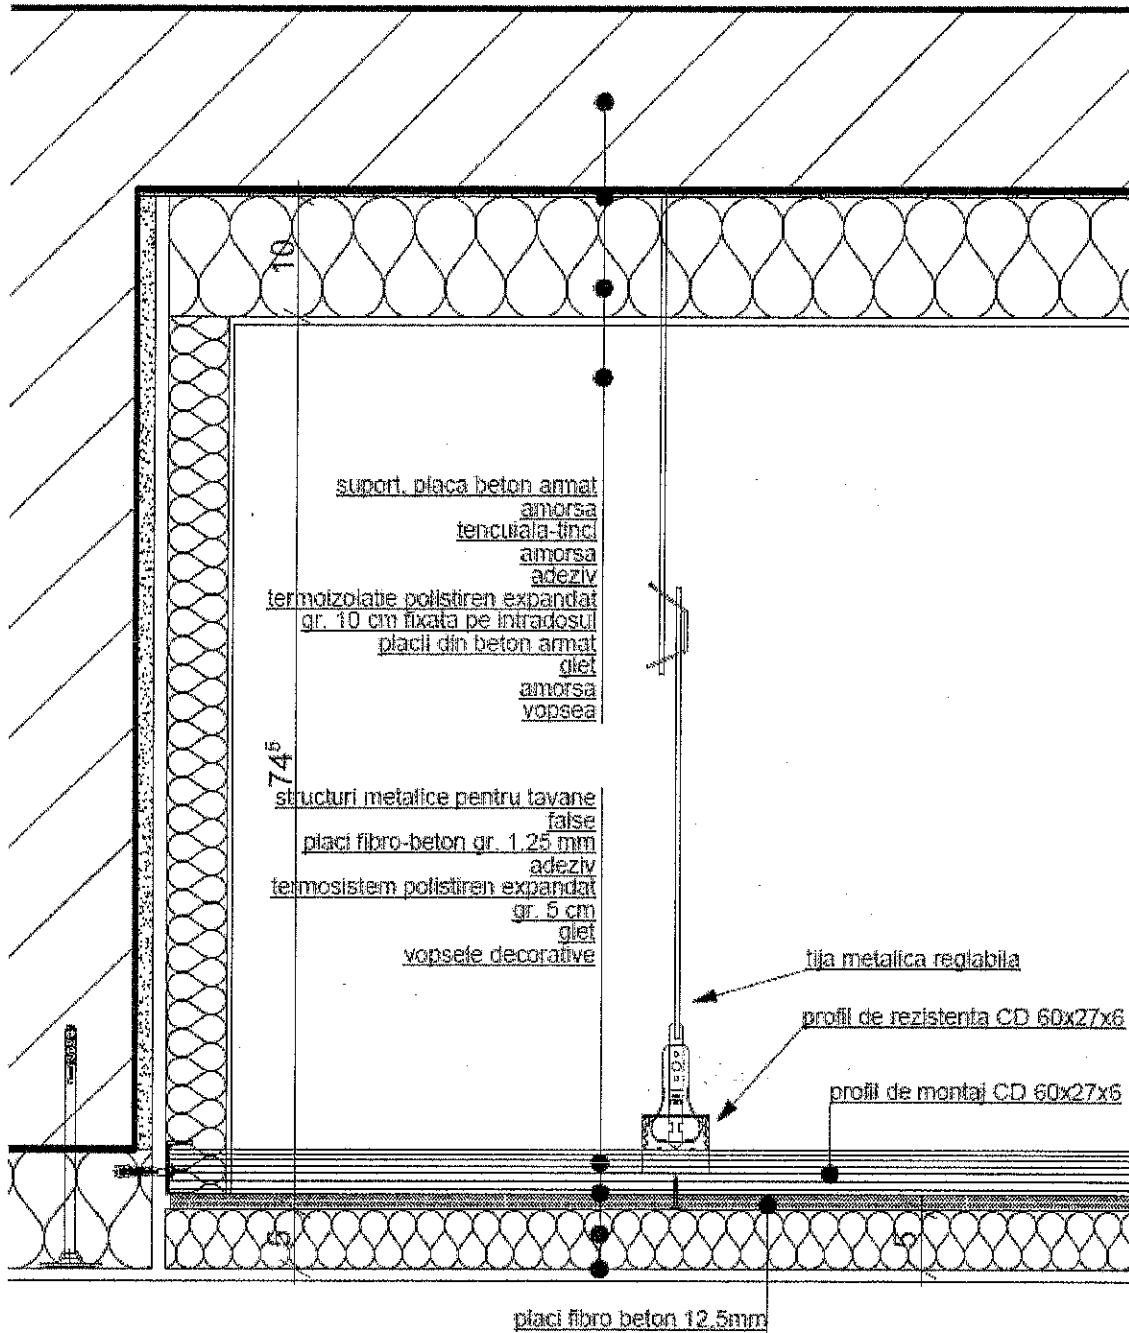 10
suport, placa beton armat
amorsa
tencuiala-tinci
amorsa
adeziv
termoizolatie polistiren expandat
gr. 10 cm fixata pe intradosul
placii din beton armat
glet
amorsa
vopsea
74⁵
structuri metalice pentru tavane
false
placi fibro-beton gr. 1.25 mm
adeziv
termosistem polistiren expandat
gr. 5 cm
glet
vopsele decorative
tija metalica reglabila
profil de rezistenta CD 60x27x6
profil de montaj CD 60x27x6
5
5
placi fibro beton 12.5mm